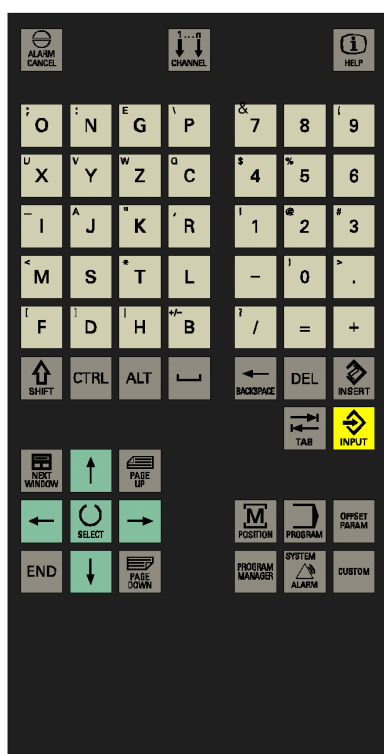 ALARM
CANCEL
1...n
CHANNEL
i
HELP
; O
: N
E G
\ P
& 7
8
( 9
U X
V Y
W Z
Q C
$ 4
% 5
6
_ I
A J
" K
, R
! 1
@ 2
# 3
< M
S
* T
L
-
) 0
> .
[ F
] D
| H
+/- B
? /
=
+
SHIFT
CTRL
ALT
BACKSPACE
DEL
INSERT
TAB
INPUT
NEXT
WINDOW
PAGE
UP
SELECT
M
POSITION
PROGRAM
OFFSET
PARAM
END
PAGE
DOWN
PROGRAM
MANAGER
SYSTEM
ALARM
CUSTOM